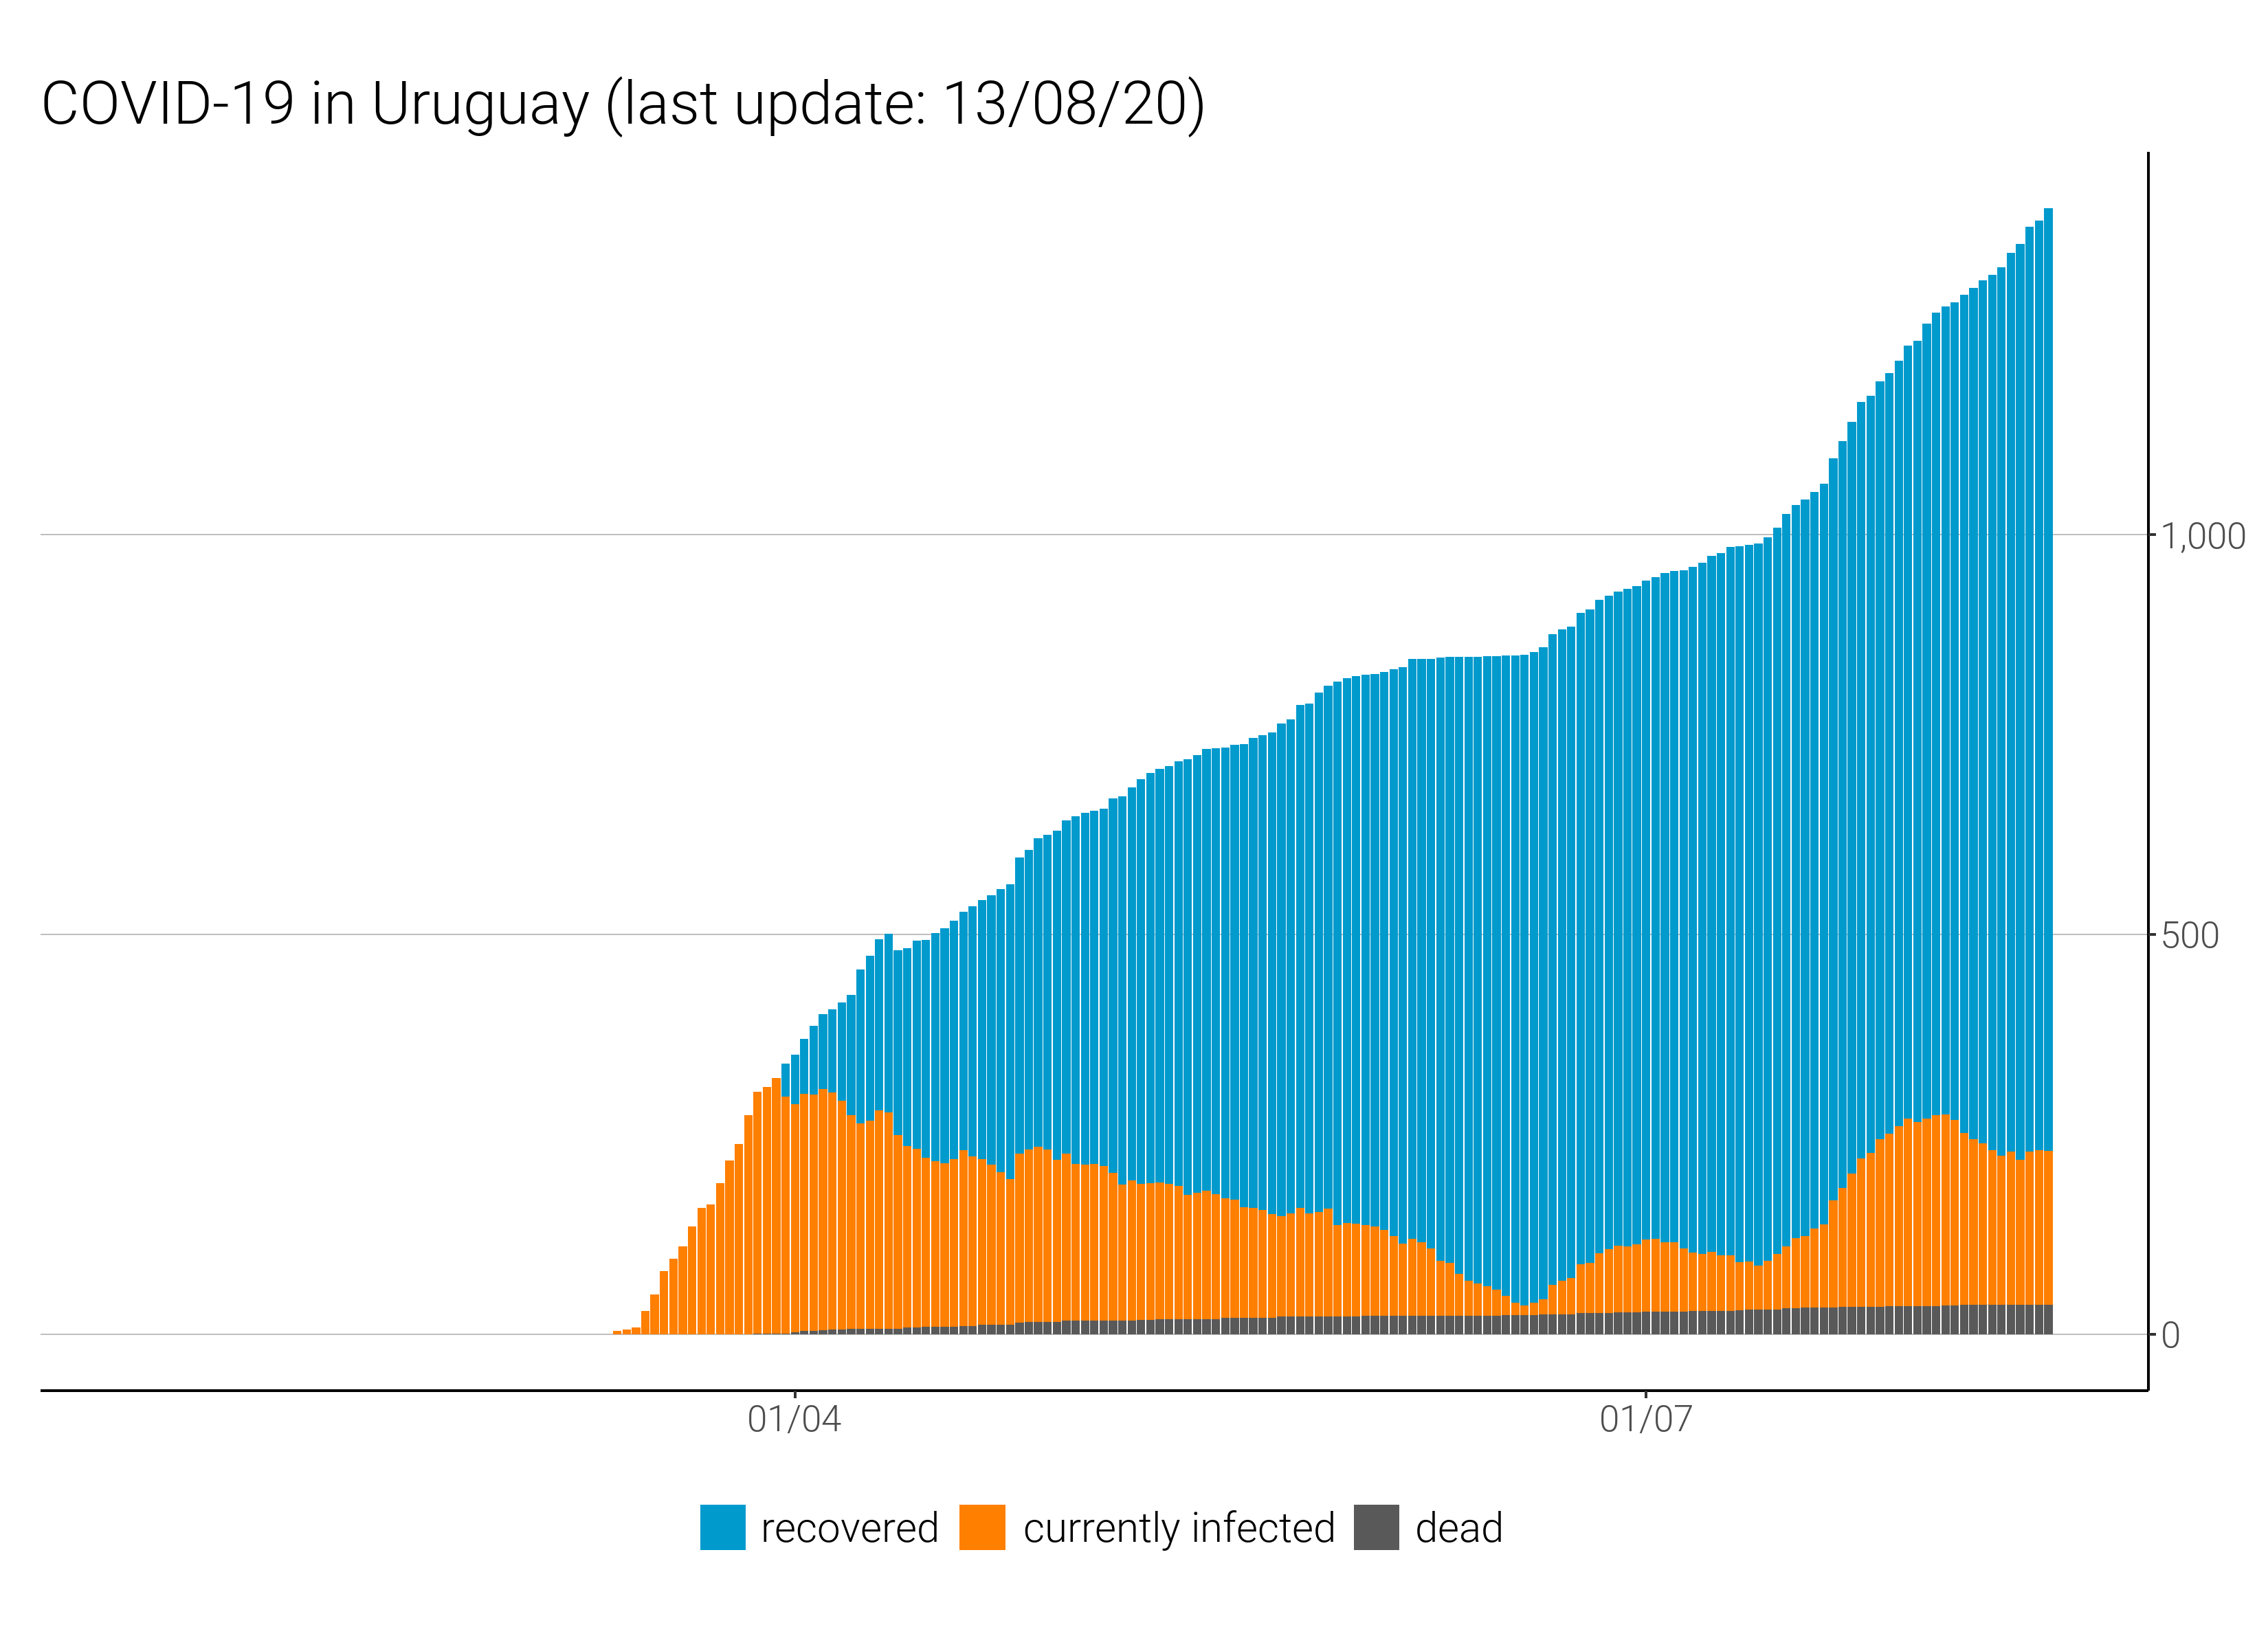 COVID-19 in Uruguay (last update: 13/08/20)
1,000
500
0
01/04 01/07
recovered currently infected dead